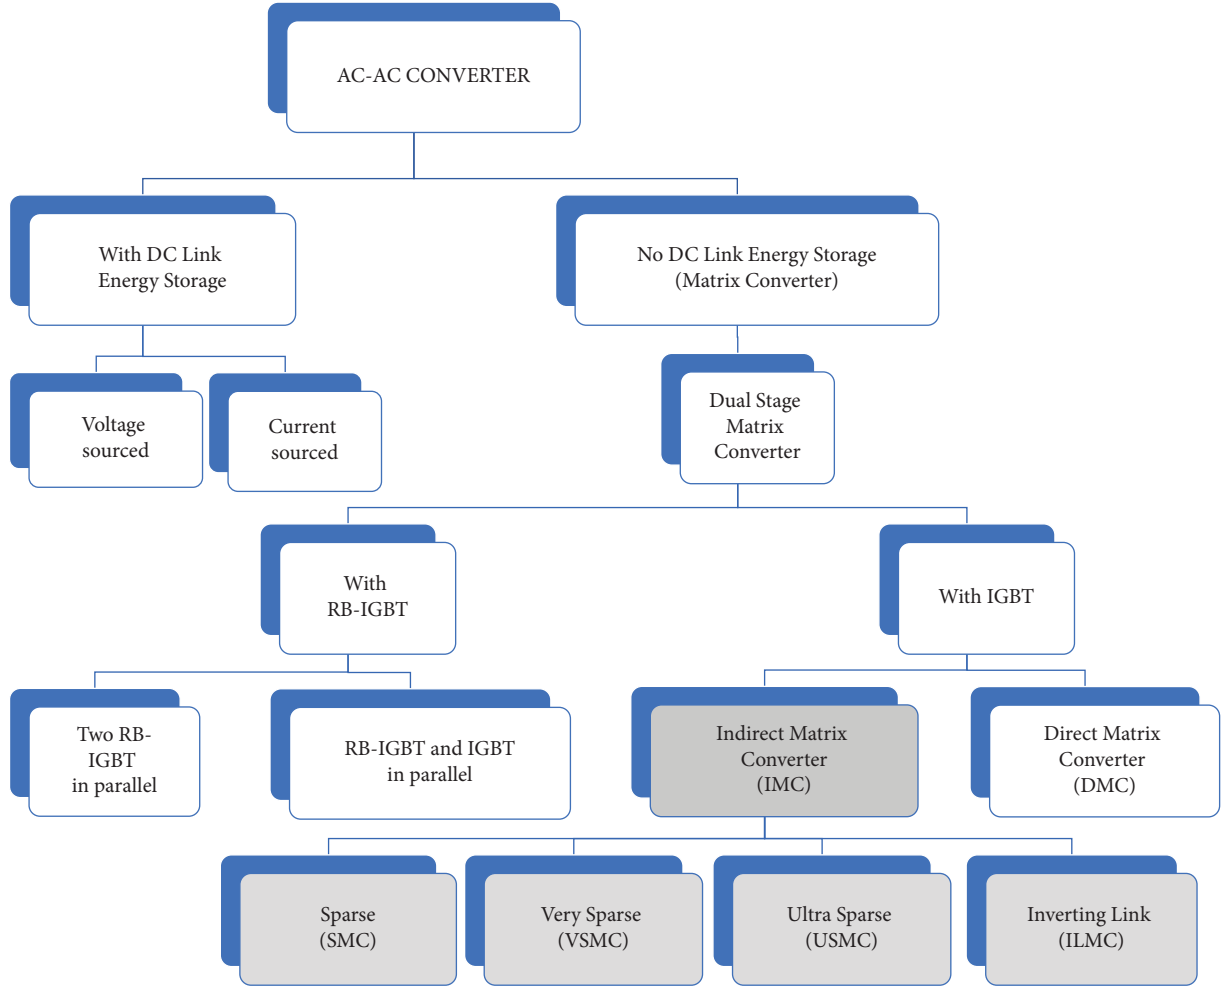 AC-AC CONVERTER
With DC Link
Energy Storage
No DC Link Energy Storage
(Matrix Converter)
Voltage
sourced
Current
sourced
Dual Stage
Matrix
Converter
With
RB-IGBT
With IGBT
Two RB-
IGBT
in parallel
RB-IGBT and IGBT
in parallel
Indirect Matrix
Converter
(IMC)
Direct Matrix
Converter
(DMC)
Sparse
(SMC)
Very Sparse
(VSMC)
Ultra Sparse
(USMC)
Inverting Link
(ILMC)